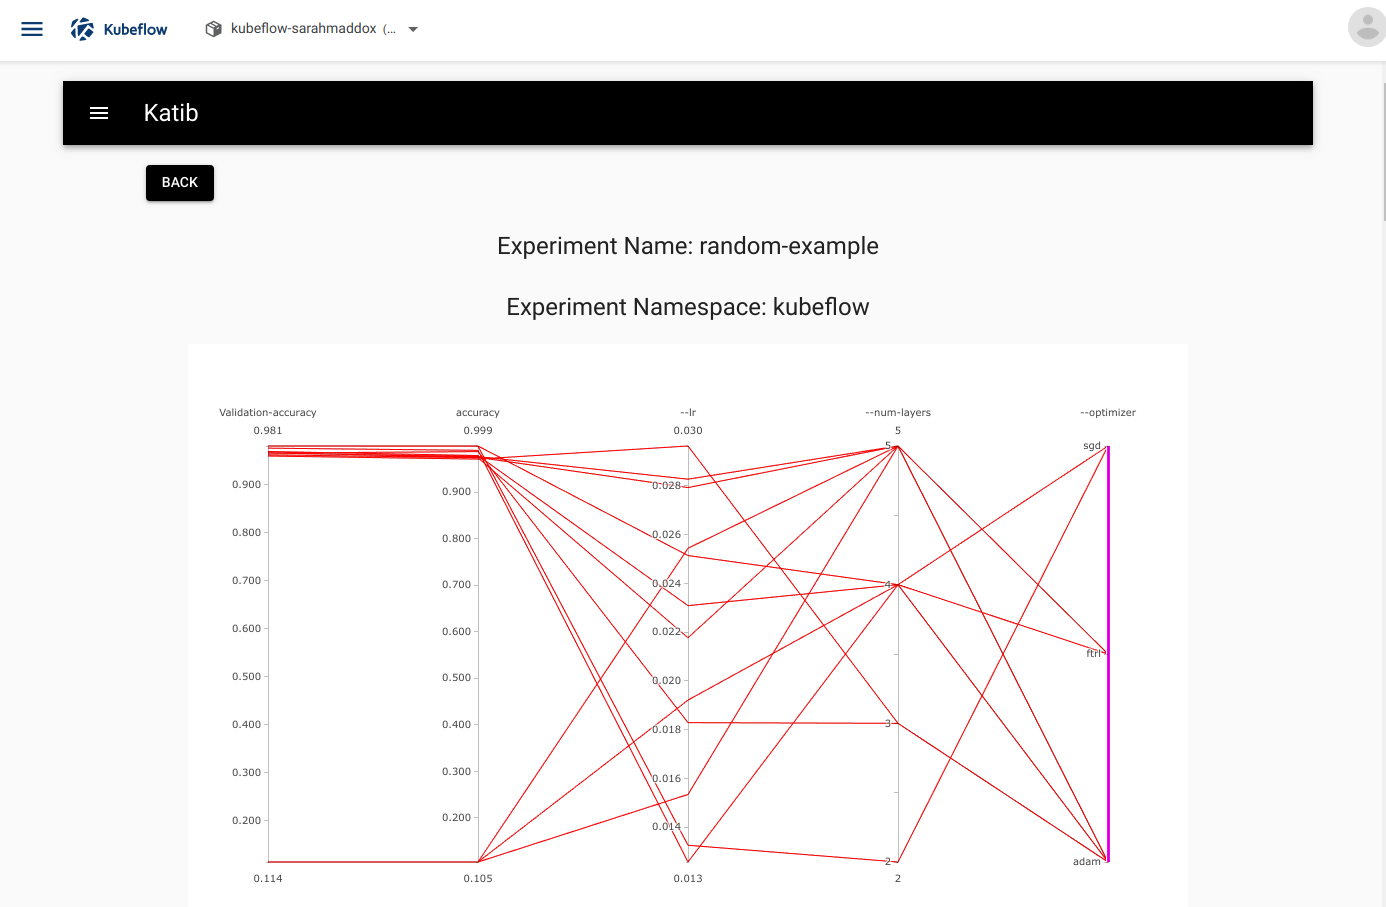 Kubeflow
kubeflow-sarahmaddox (...
Katib
BACK
Experiment Name: random-example
Experiment Namespace: kubeflow
Validation-accuracy accuracy --lr --num-layers --optimizer
0.981 0.999 0.030 5
5 sgd
0.900 0.900 0.028
0.800 0.800 0.026
0.700 0.700 0.024 4
0.600 0.600 0.022
ftrl
0.500 0.500 0.020
0.400 0.400 0.018 3
0.300 0.300 0.016
0.200 0.200 0.014
2 adam
0.114 0.105 0.013 2